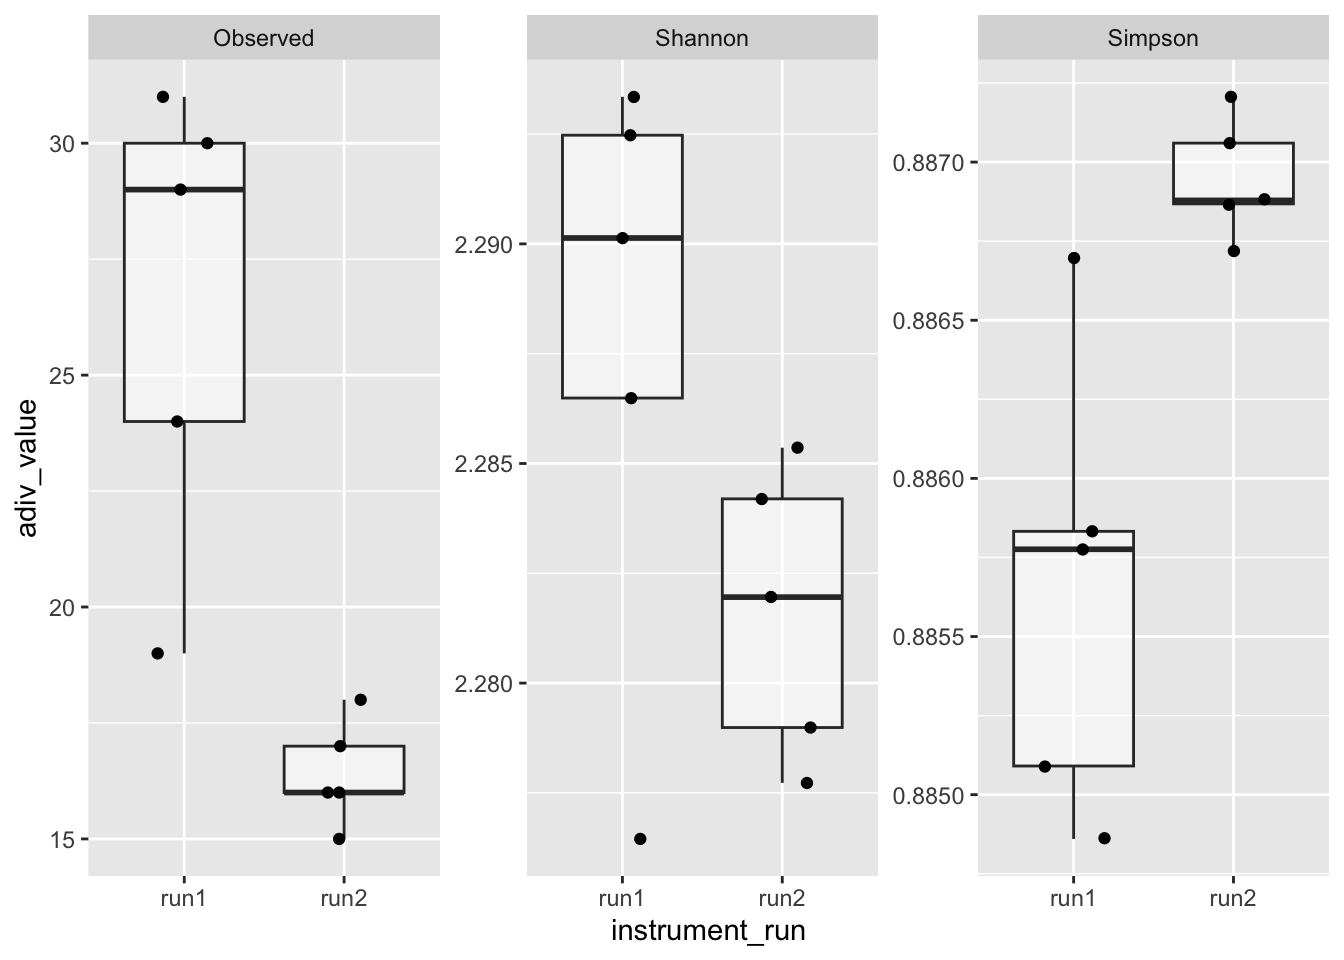 Observed
Shannon
Simpson
adiv_value
30
25
20
15
2.290
2.285
2.280
0.8870
0.8865
0.8860
0.8855
0.8850
run1
run2
run1
run2
run1
run2
instrument_run